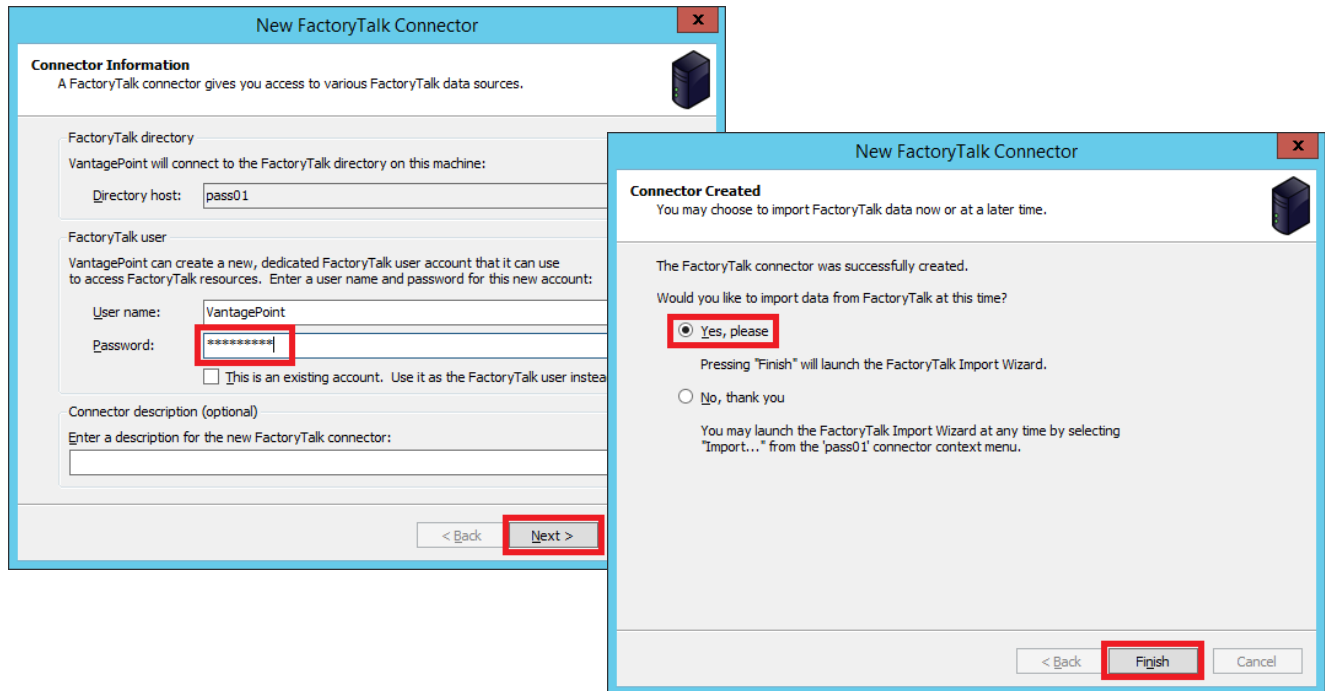 New FactoryTalk Connector
x
Connector Information
A FactoryTalk connector gives you access to various FactoryTalk data sources.
FactoryTalk directory
VantagePoint will connect to the FactoryTalk directory on this machine:
Directory host: pass01
FactoryTalk user
VantagePoint can create a new, dedicated FactoryTalk user account that it can use
to access FactoryTalk resources. Enter a user name and password for this new account:
User name: VantagePoint
Password: *********
This is an existing account. Use it as the FactoryTalk user
Connector description (optional)
Enter a description for the new FactoryTalk connector:
< Back Next >
New FactoryTalk Connector
x
Connector Created
You may choose to import FactoryTalk data now or at a later time.
The FactoryTalk connector was successfully created.
Would you like to import data from FactoryTalk at this time?
Yes, please
Pressing "Finish" will launch the FactoryTalk Import Wizard.
No, thank you
You may launch the FactoryTalk Import Wizard at any time by selecting
"Import..." from the 'pass01' connector context menu.
< Back Finish Cancel